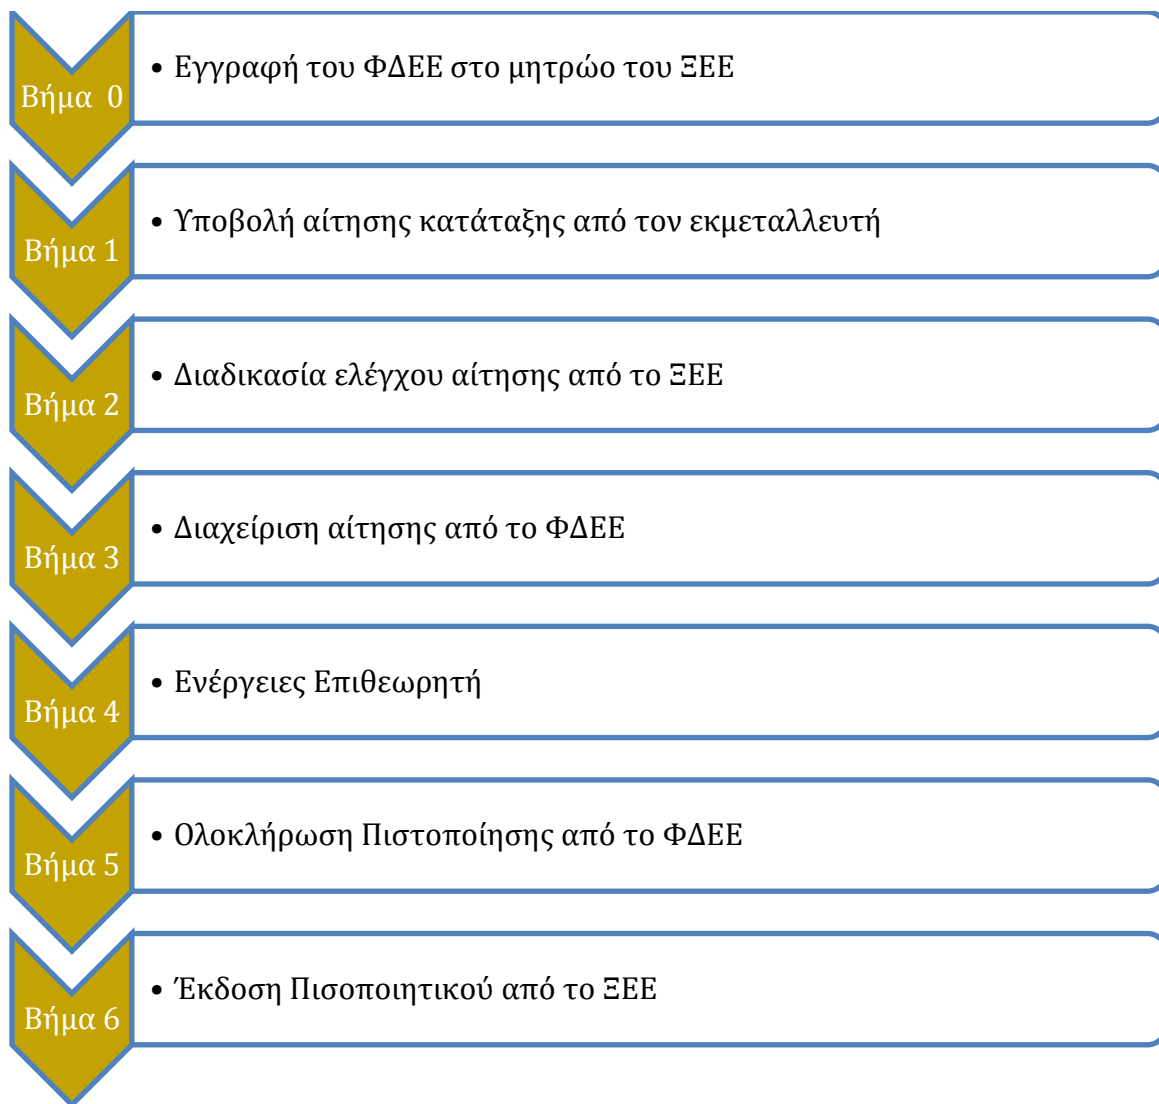 Βήμα 0
• Εγγραφή του ΦΔΕΕ στο μητρώο του ΞΕΕ
Βήμα 1
• Υποβολή αίτησης κατάταξης από τον εκμεταλλευτή
Βήμα 2
• Διαδικασία ελέγχου αίτησης από το ΞΕΕ
Βήμα 3
• Διαχείριση αίτησης από το ΦΔΕΕ
Βήμα 4
• Ενέργειες Επιθεωρητή
Βήμα 5
• Ολοκλήρωση Πιστοποίησης από το ΦΔΕΕ
Βήμα 6
• Έκδοση Πισοποιητικού από το ΞΕΕ